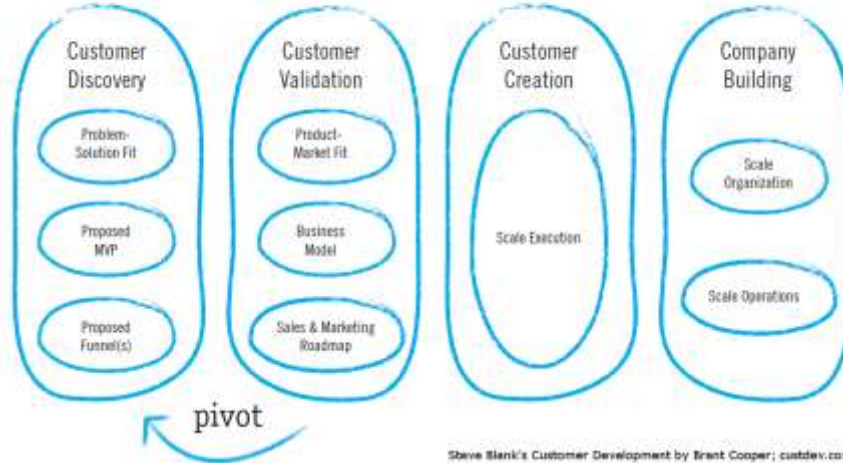 Customer
Discovery
Problem-
Solution Fit
Proposed
MVP
Proposed
Funnel(s)
Customer
Validation
Product-
Market Fit
Business
Model
Sales & Marketing
Roadmap
Customer
Creation
Scale Execution
Company
Building
Scale
Organization
Scale Operations
pivot
Steve Blank's Customer Development by Brant Cooper; custdev.co